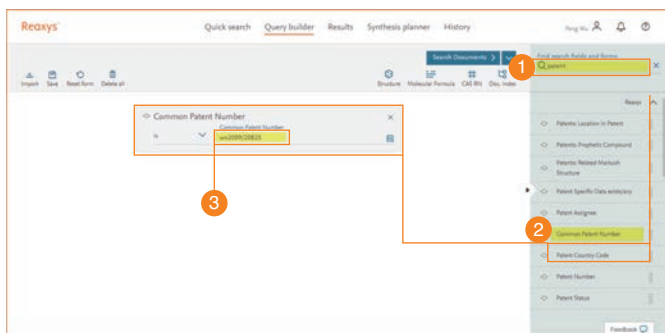 Reaxys
Quick search Query builder Results Synthesis planner History
Search Documents >
Find search fields and forms
1
patent
Import Save Reset form Delete all
Structure Molecular Formula CAS RN Doc. Index
Reaxys
Common Patent Number
Common Patent Number
is
wo2009/20825
3
Patents: Location in Patent
Patents: Prophetic Compound
Patents: Related Markush
Structure
Patent Specific Data
Patent Assignee
2
Common Patent Number
Patent Country Code
Patent Number
Patent Status
Feedback